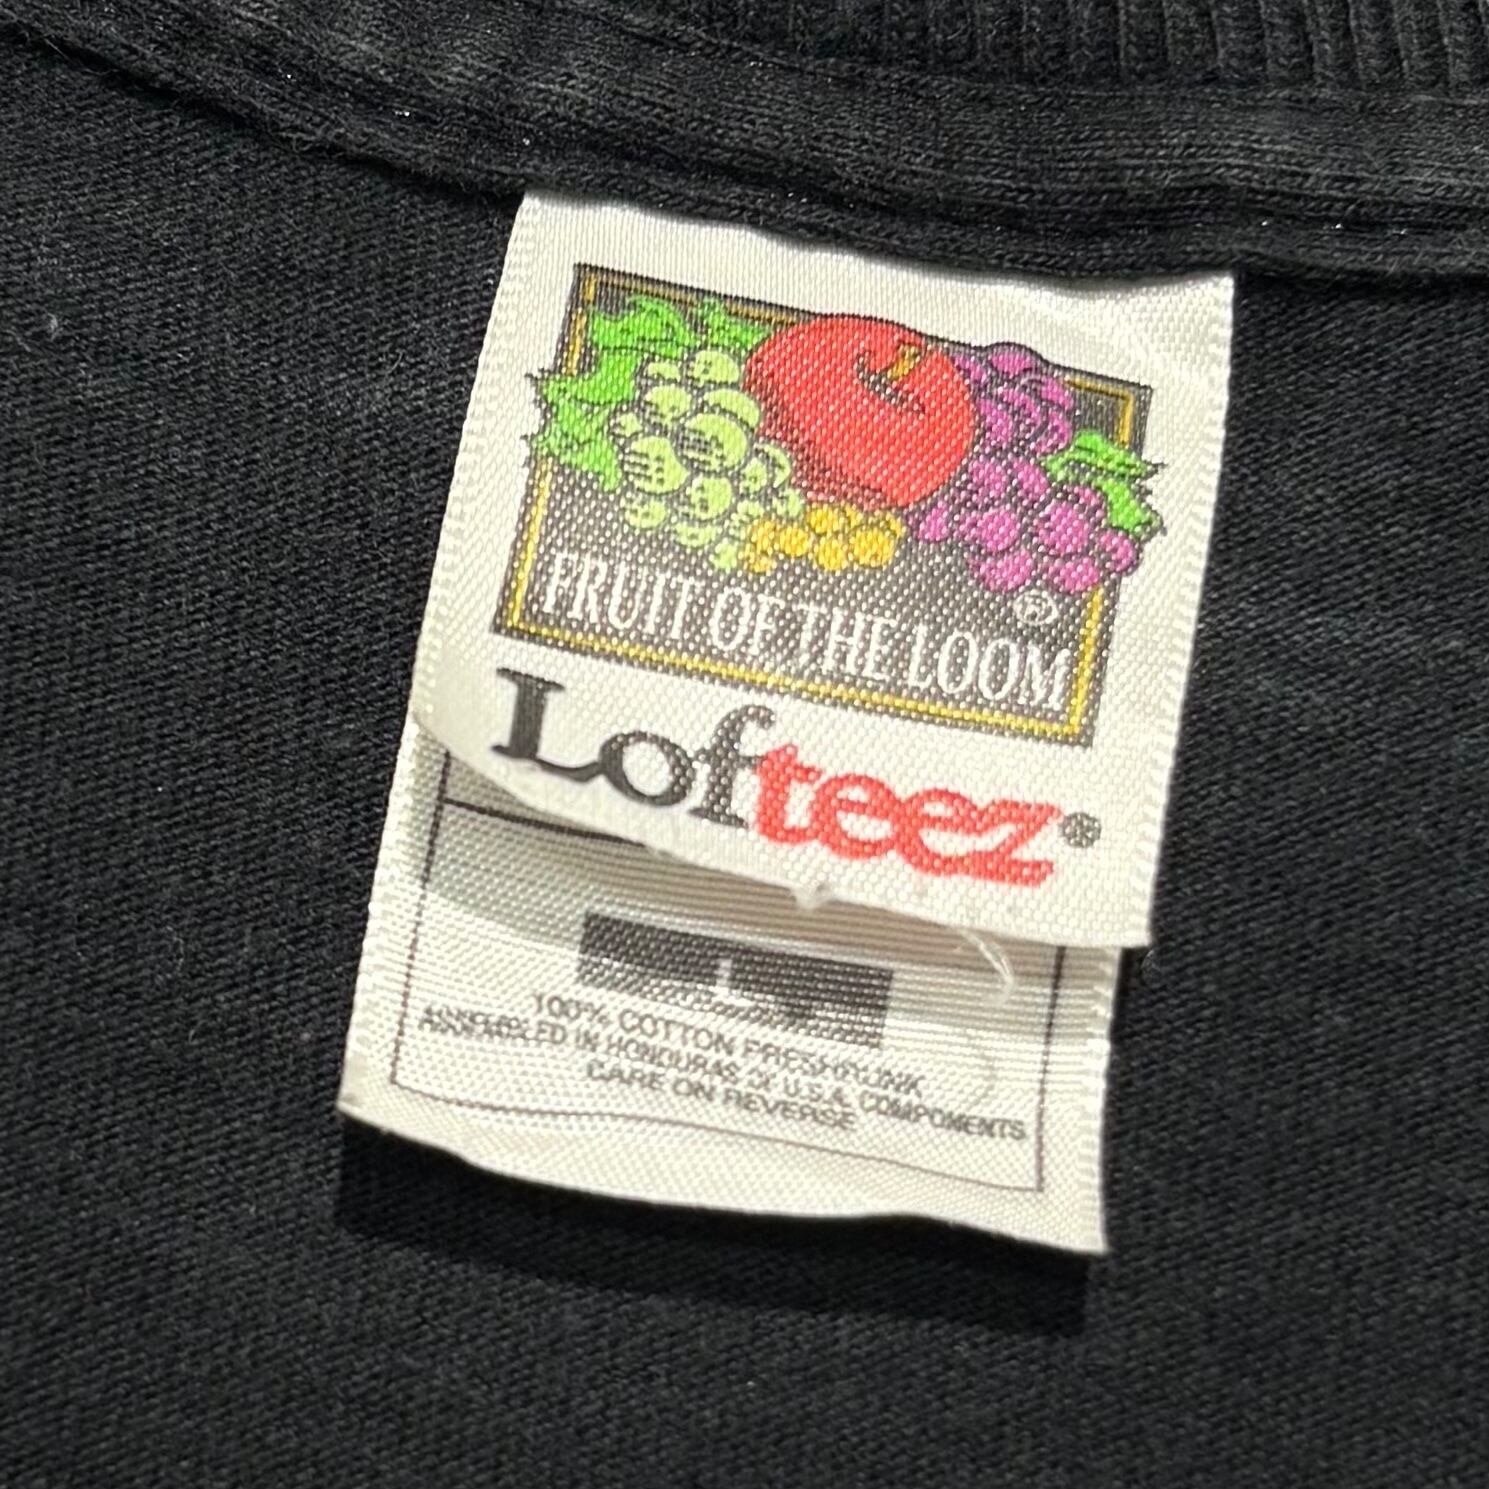 FRUIT OF THE LOOM ®
Lofteez ®
L
100% COTTON PRESHRUNK
ASSEMBLED IN HONDURAS OF U.S.A. COMPONENTS
CARE ON REVERSE